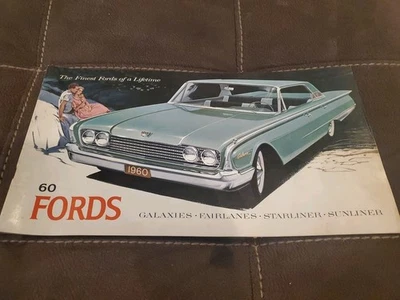 The Finest Fords of a Lifetime
1960
60
FORDS
GALAXIES · FAIRLANES · STARLINER · SUNLINER